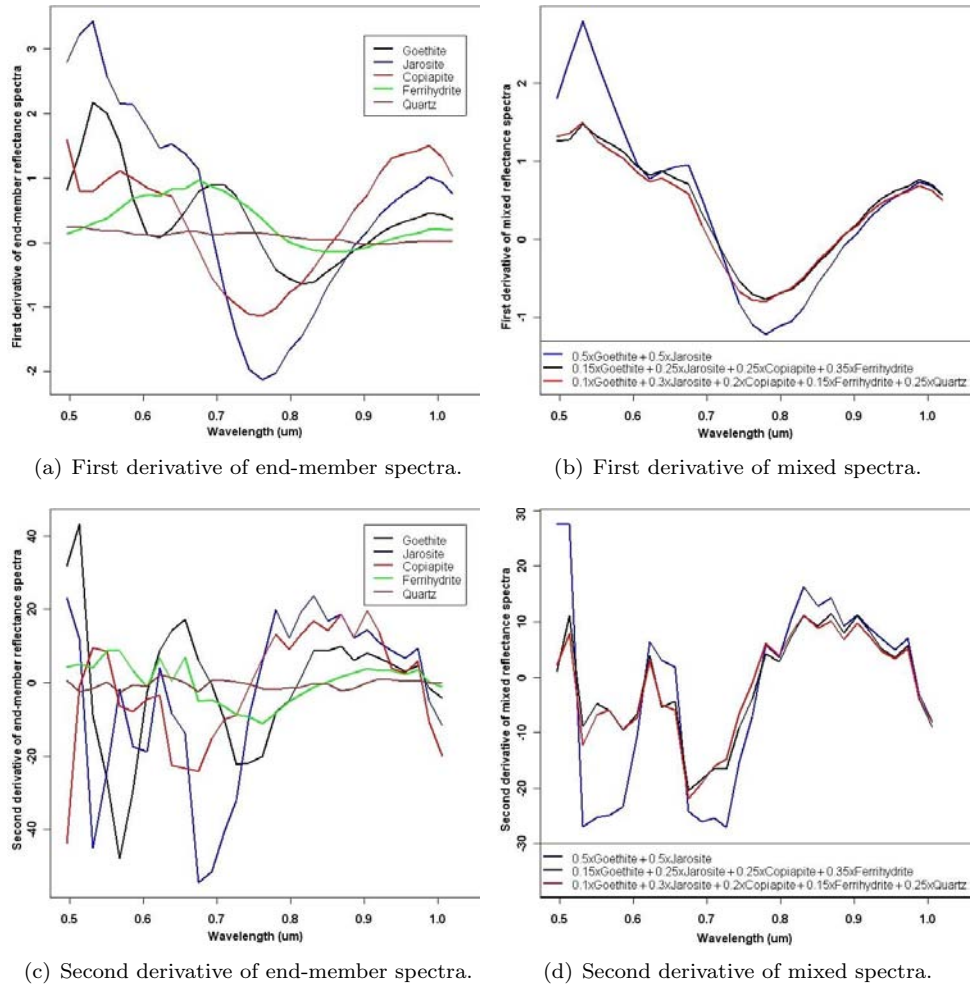 First derivative of end-member reflectance spectra
3
2
1
0
-1
-2
Goethite
Jarosite
Copiapite
Ferrihydrite
Quartz
0.5 0.6 0.7 0.8 0.9 1.0
Wavelength (um)
(a) First derivative of end-member spectra.
First derivative of mixed reflectance spectra
2
1
0
-1
0.5xGoethite + 0.5xJarosite
0.15xGoethite + 0.25xJarosite + 0.25xCopiapite + 0.35xFerrihydrite
0.1xGoethite + 0.3xJarosite + 0.2xCopiapite + 0.15xFerrihydrite + 0.25xQuartz
0.5 0.6 0.7 0.8 0.9 1.0
Wavelength (um)
(b) First derivative of mixed spectra.
Second derivative of end-member reflectance spectra
40
20
0
-20
-40
Goethite
Jarosite
Copiapite
Ferrihydrite
Quartz
0.5 0.6 0.7 0.8 0.9 1.0
Wavelength (um)
(c) Second derivative of end-member spectra.
Second derivative of mixed reflectance spectra
30
20
10
0
-10
-20
-30
0.5xGoethite + 0.5xJarosite
0.15xGoethite + 0.25xJarosite + 0.25xCopiapite + 0.35xFerrihydrite
0.1xGoethite + 0.3xJarosite + 0.2xCopiapite + 0.15xFerrihydrite + 0.25xQuartz
0.5 0.6 0.7 0.8 0.9 1.0
Wavelength (um)
(d) Second derivative of mixed spectra.